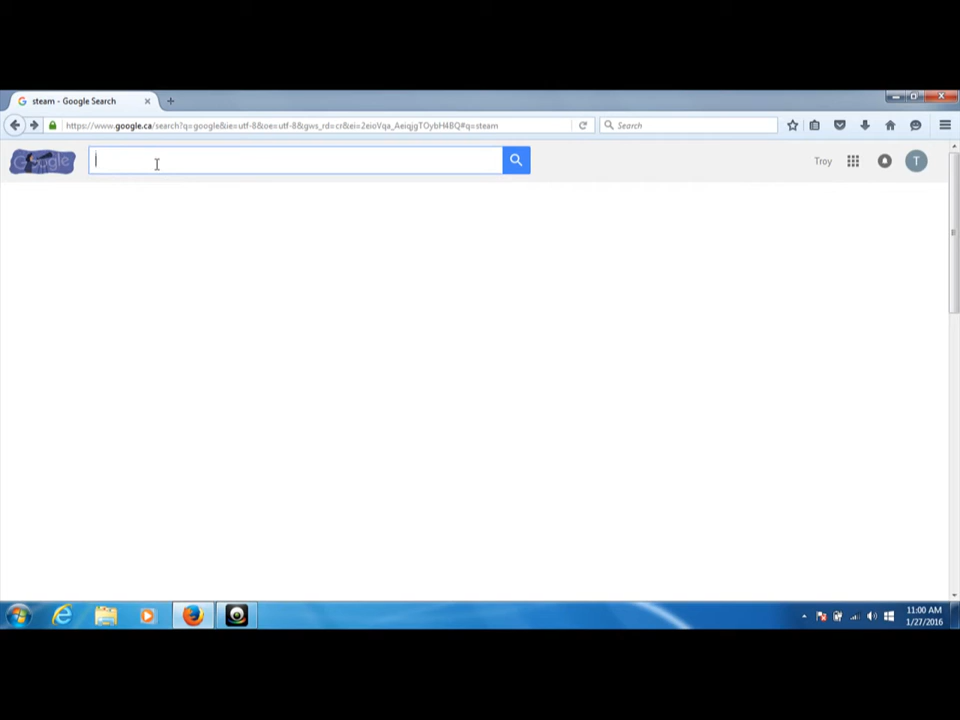 steam - Google Search
https://www.google.ca/search?q=google&ie=utf-8&oe=utf-8&gws_rd=cr&ei=2eioVqa_AeiqjgTOybH4BQ#q=steam
Search
Google
Troy
T
11:00 AM
1/27/2016